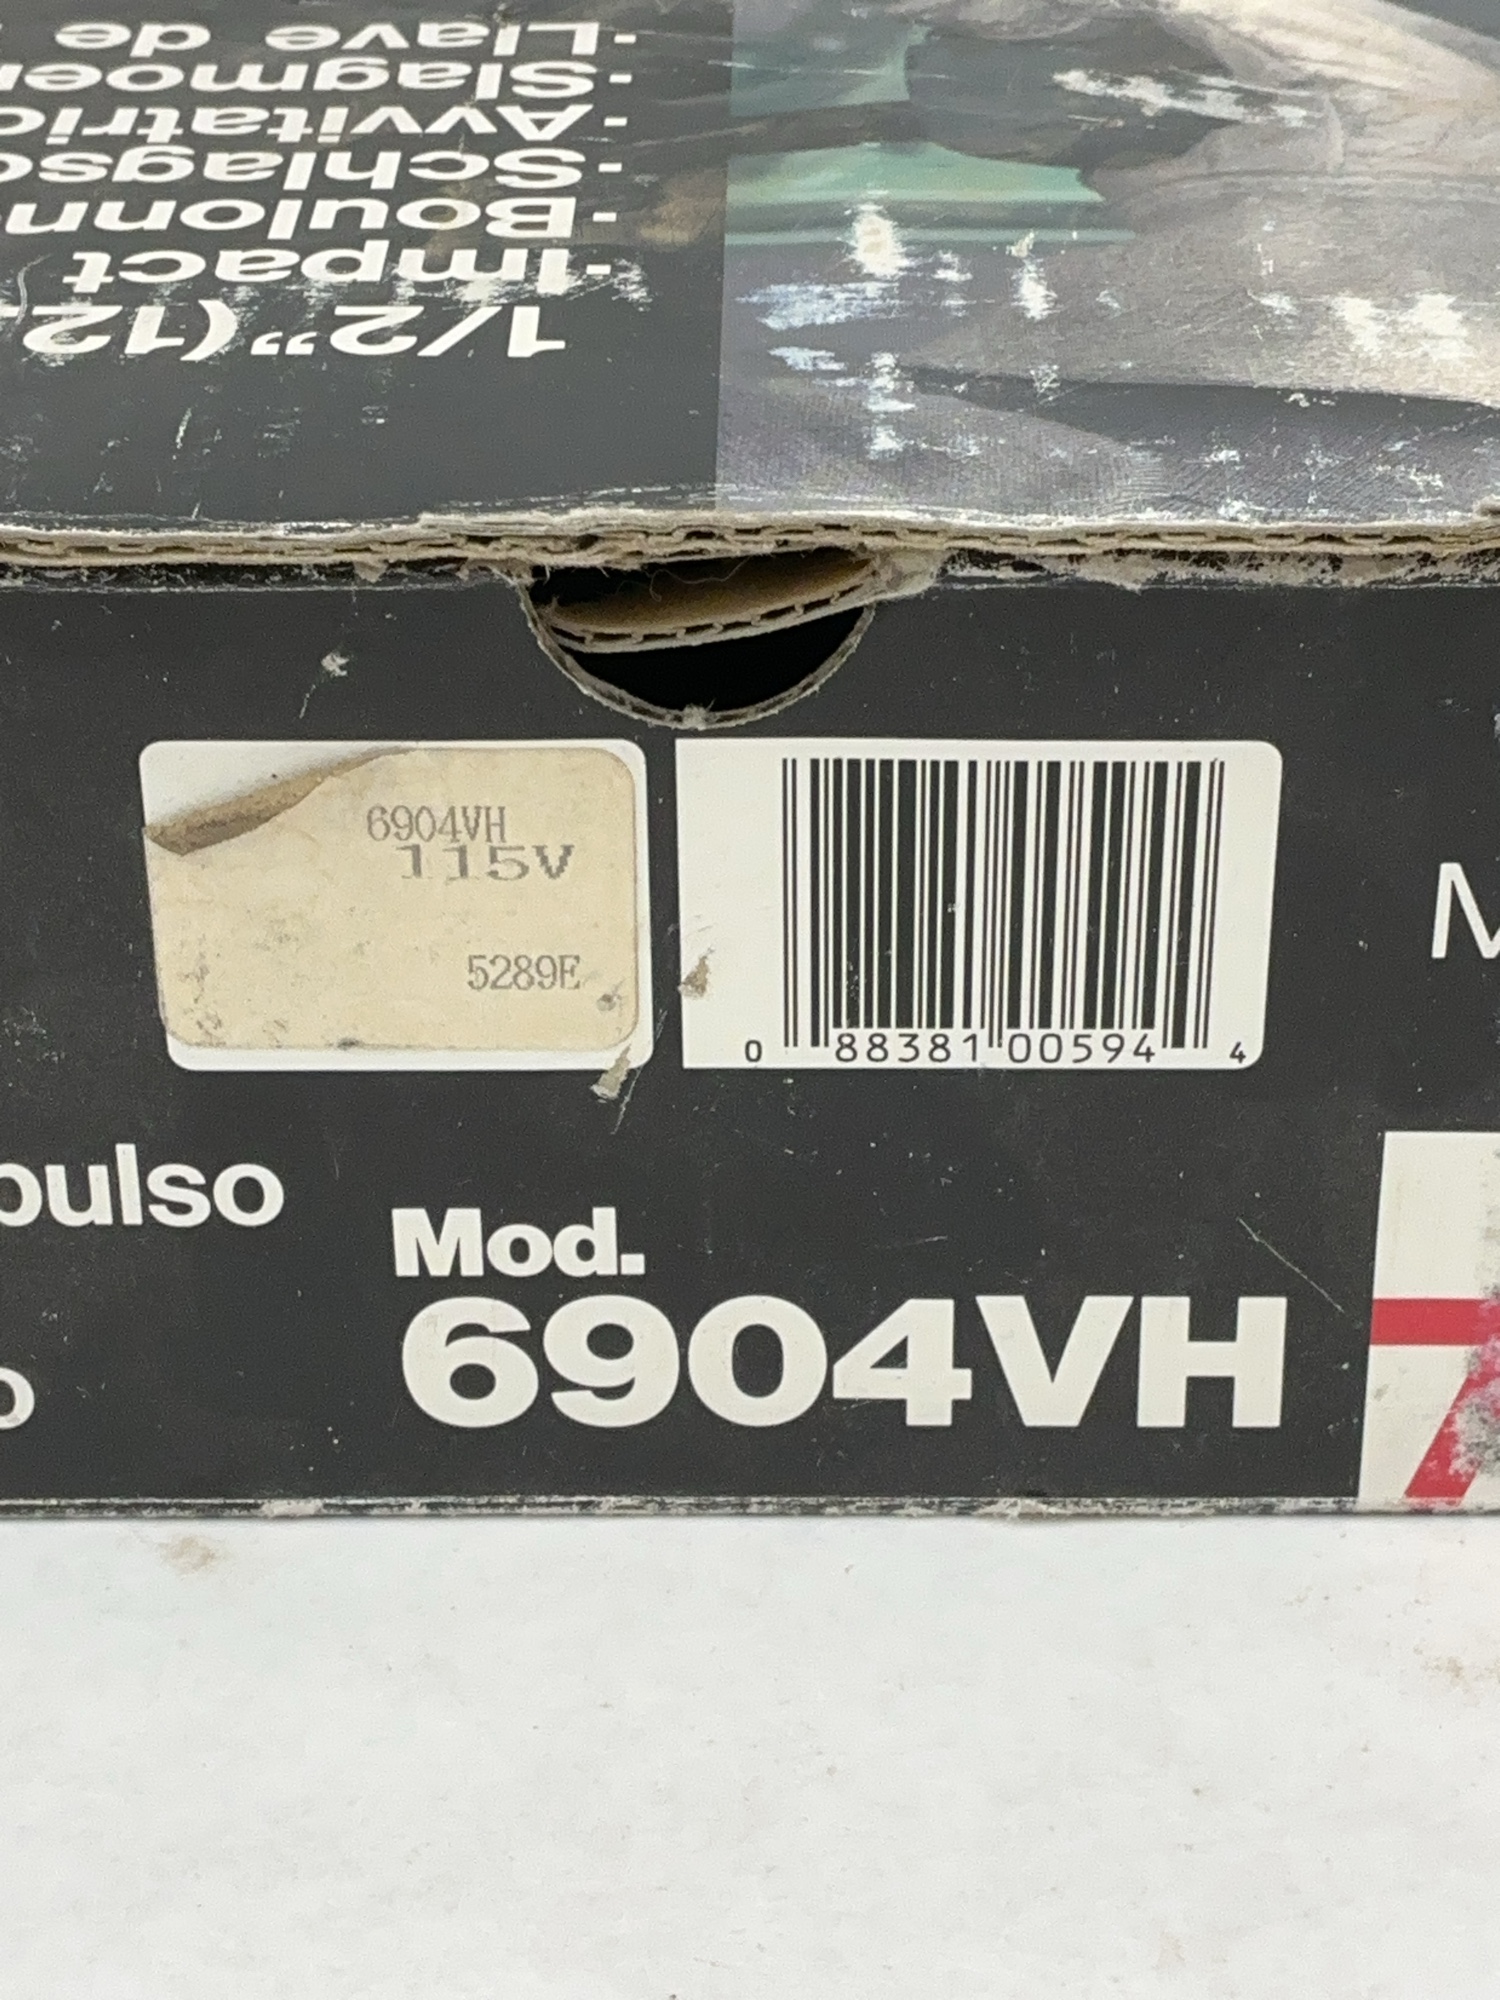 1/2" (12.
-Impact
-Boulonn
-Schlagsc
-Avvitatric
-Slagmoer
-Llave de
6904VH
115V
5289E
0 88381 00594 4
M
pulso
Mod.
6904VH
o